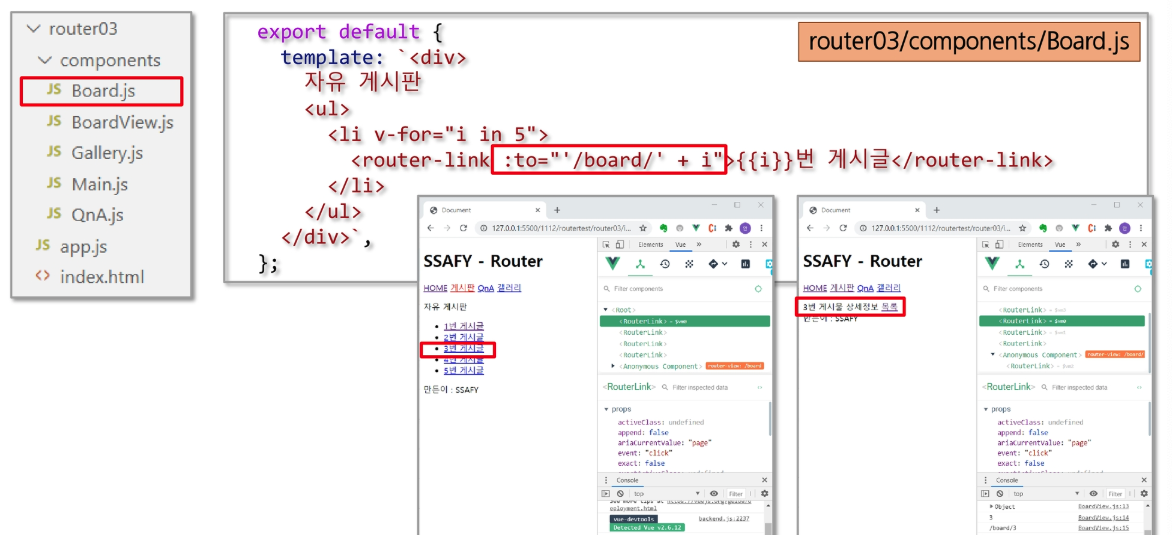 router03
components
JS Board.js
JS BoardView.js
JS Gallery.js
JS Main.js
JS QnA.js
JS app.js
<> index.html
router03/components/Board.js
export default {
template: `<div>
자유 게시판
<ul>
<li v-for="i in 5">
<router-link :to="'/board/' + i">{{i}}번 게시글</router-link>
</li>
</ul>
</div>`,
};
Document
127.0.0.1:5500/1112/routertest/router03/i...
Elements Vue »
SSAFY - Router
HOME 게시판 QnA 갤러리
자유 게시판
1번 게시글
2번 게시글
3번 게시글
4번 게시글
5번 게시글
만든이 : SSAFY
Filter components
<Root>
<RouterLink>
<RouterLink>
<RouterLink>
<RouterLink>
<Anonymous Component> router-view: /board
<RouterLink> Filter inspected data
props
activeClass: undefined
append: false
ariaCurrentValue: "page"
event: "click"
exact: false
Console
top Filter
vue-devtools backend.js:2237
Detected Vue v2.6.12
Document
127.0.0.1:5500/1112/routertest/router03/i...
Elements Vue »
SSAFY - Router
HOME 게시판 QnA 갤러리
3번 게시물 상세정보 목록
만든이 : SSAFY
Filter components
<RouterLink>
<RouterLink>
<RouterLink>
<Anonymous Component> router-view: /board/
<RouterLink>
<RouterLink> Filter inspected data
props
activeClass: undefined
append: false
ariaCurrentValue: "page"
event: "click"
exact: false
Console
top Filter
Object BoardView.js:13
3 BoardView.js:14
/board/3 BoardView.js:15